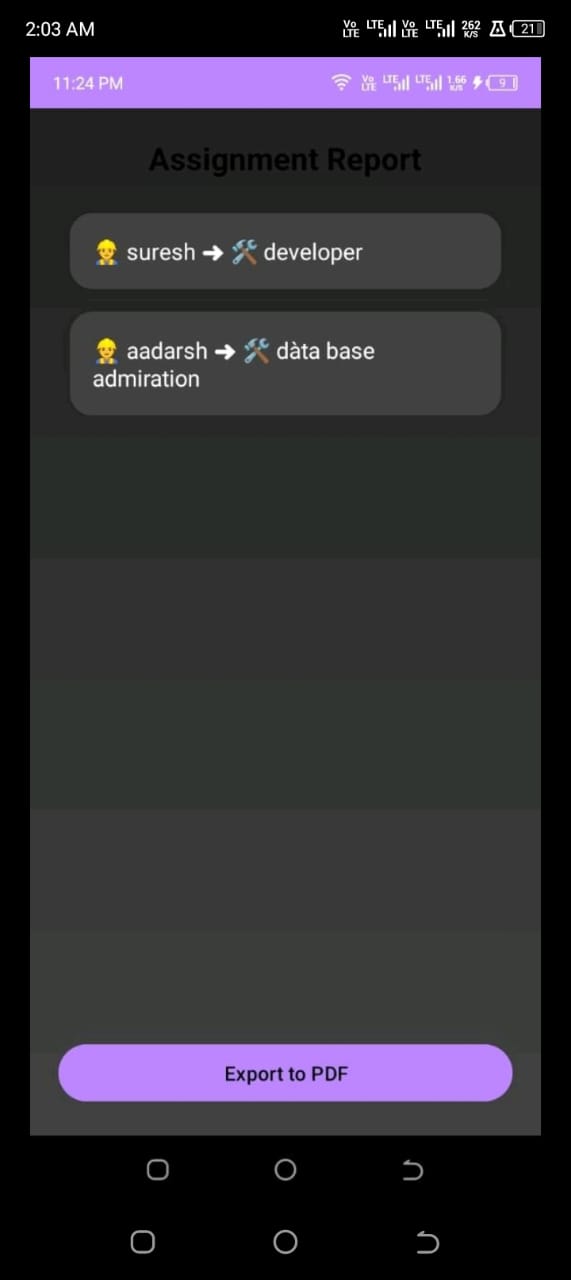 2:03 AM Vo LTE LTE Vo LTE LTE 262 K/S 21
11:24 PM Vo LTE LTE LTE 1.66 K/S 9
Assignment Report
👷 suresh ➜ 🛠️ developer
👷 aadarsh ➜ 🛠️ dàta base
admiration
Export to PDF